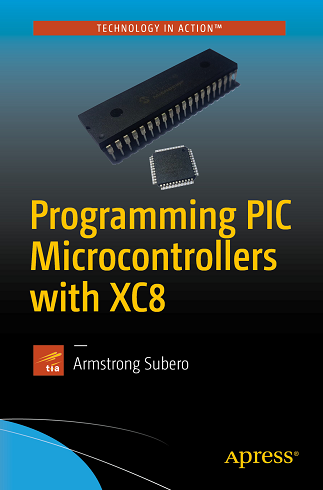 TECHNOLOGY IN ACTION™
Programming PIC
Microcontrollers
with XC8
tia
Armstrong Subero
Apress®